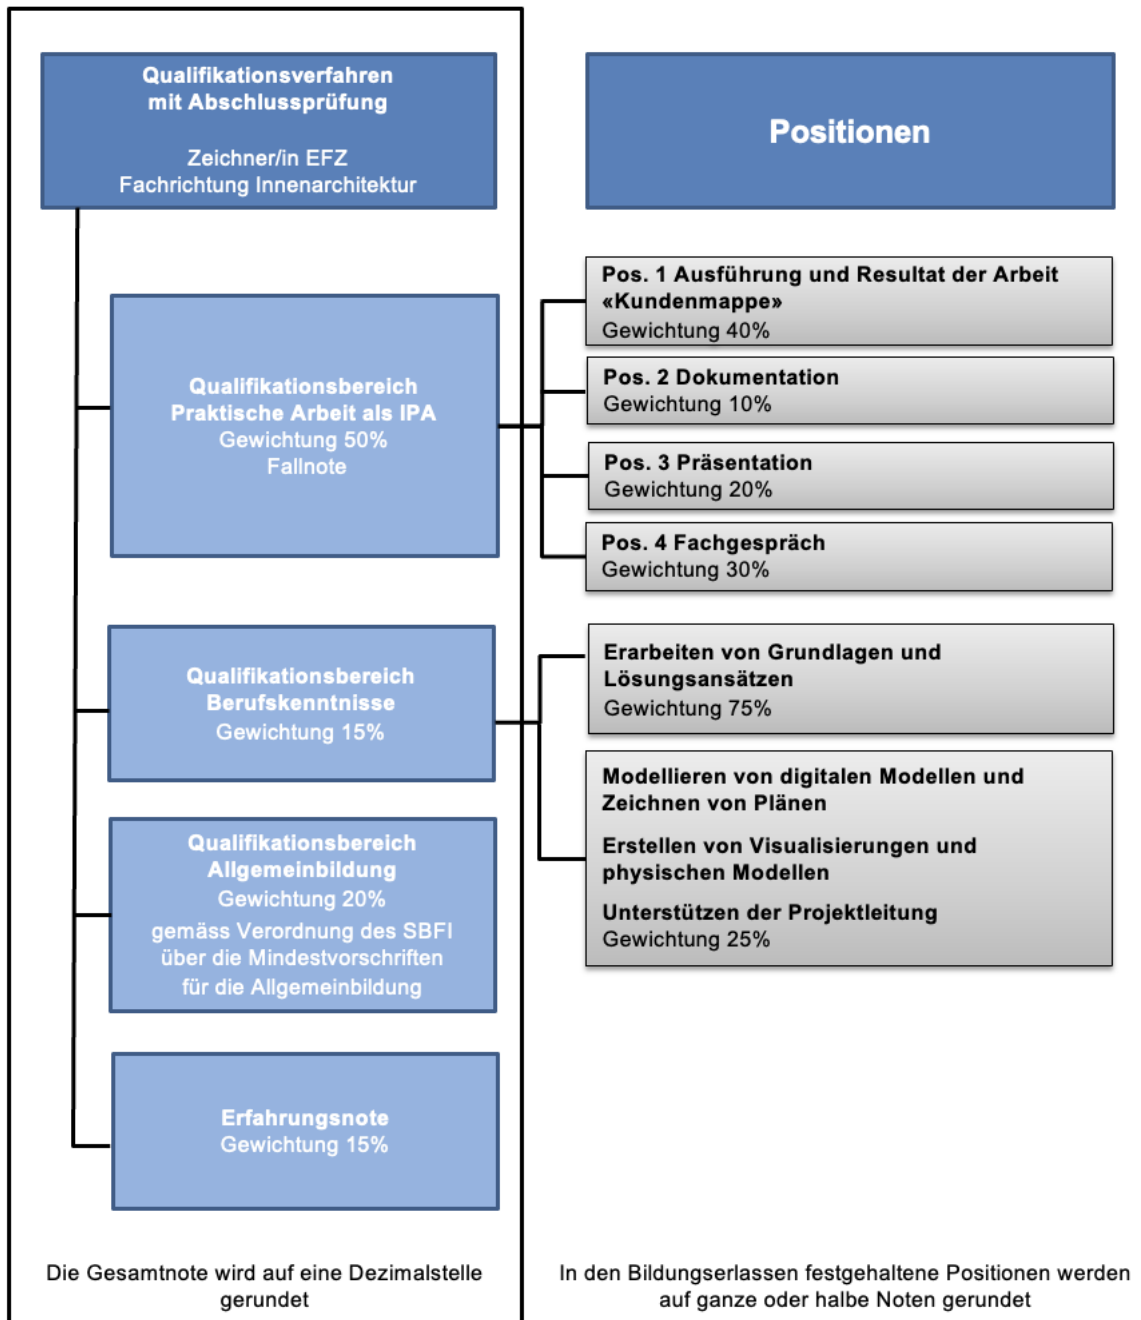 Qualifikationsverfahren
mit Abschlussprüfung
Zeichner/in EFZ
Fachrichtung Innenarchitektur
Positionen
Qualifikationsbereich
Praktische Arbeit als IPA
Gewichtung 50%
Fallnote
Pos. 1 Ausführung und Resultat der Arbeit
«Kundenmappe»
Gewichtung 40%
Pos. 2 Dokumentation
Gewichtung 10%
Pos. 3 Präsentation
Gewichtung 20%
Pos. 4 Fachgespräch
Gewichtung 30%
Qualifikationsbereich
Berufskenntnisse
Gewichtung 15%
Erarbeiten von Grundlagen und
Lösungsansätzen
Gewichtung 75%
Modellieren von digitalen Modellen und
Zeichnen von Plänen
Erstellen von Visualisierungen und
physischen Modellen
Unterstützen der Projektleitung
Gewichtung 25%
Qualifikationsbereich
Allgemeinbildung
Gewichtung 20%
gemäss Verordnung des SBFI
über die Mindestvorschriften
für die Allgemeinbildung
Erfahrungsnote
Gewichtung 15%
Die Gesamtnote wird auf eine Dezimalstelle
gerundet
In den Bildungserlassen festgehaltene Positionen werden
auf ganze oder halbe Noten gerundet